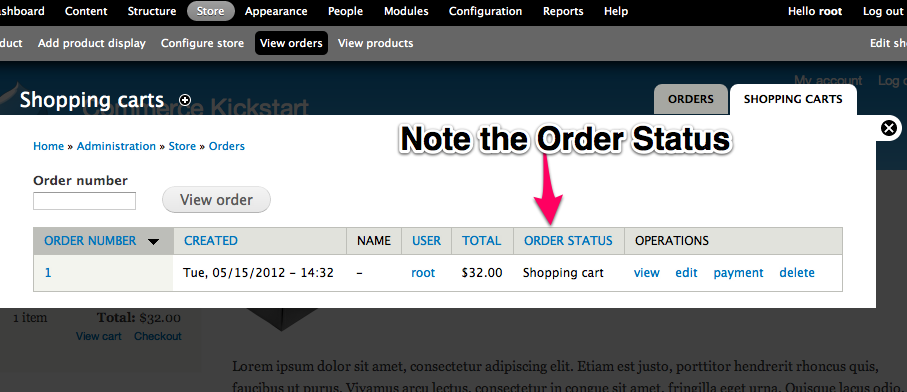 ashboard Content Structure Store Appearance People Modules Configuration Reports Help Hello root Log out
duct Add product display Configure store View orders View products Edit sh
My account Log o
Shopping carts Commerce Kickstart ORDERS SHOPPING CARTS
Note the Order Status
Home » Administration » Store » Orders
Order number
View order
ORDER NUMBER CREATED NAME USER TOTAL ORDER STATUS OPERATIONS
1 Tue, 05/15/2012 - 14:32 – root $32.00 Shopping cart view edit payment delete
1 item Total: $32.00
View cart Checkout
Lorem ipsum dolor sit amet, consectetur adipiscing elit. Etiam est justo, porttitor hendrerit rhoncus quis,
faucibus ut purus. Vivamus arcu lectus, consectetur in congue sit amet, fringilla eget urna. Quisque lacus odio,